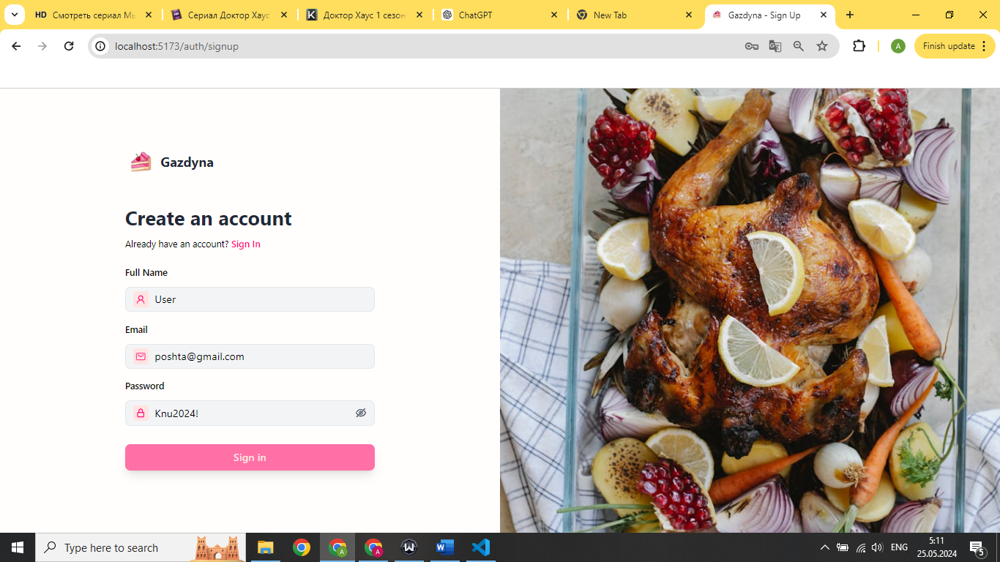 HD Смотреть сериал Мы
Сериал Доктор Хаус
K Доктор Хаус 1 сезон
ChatGPT
New Tab
Gazdyna - Sign Up
localhost:5173/auth/signup
A
Finish update
Gazdyna
Create an account
Already have an account? Sign In
Full Name
User
Email
poshta@gmail.com
Password
Knu2024!
Sign in
Type here to search
ENG
5:11
25.05.2024
5